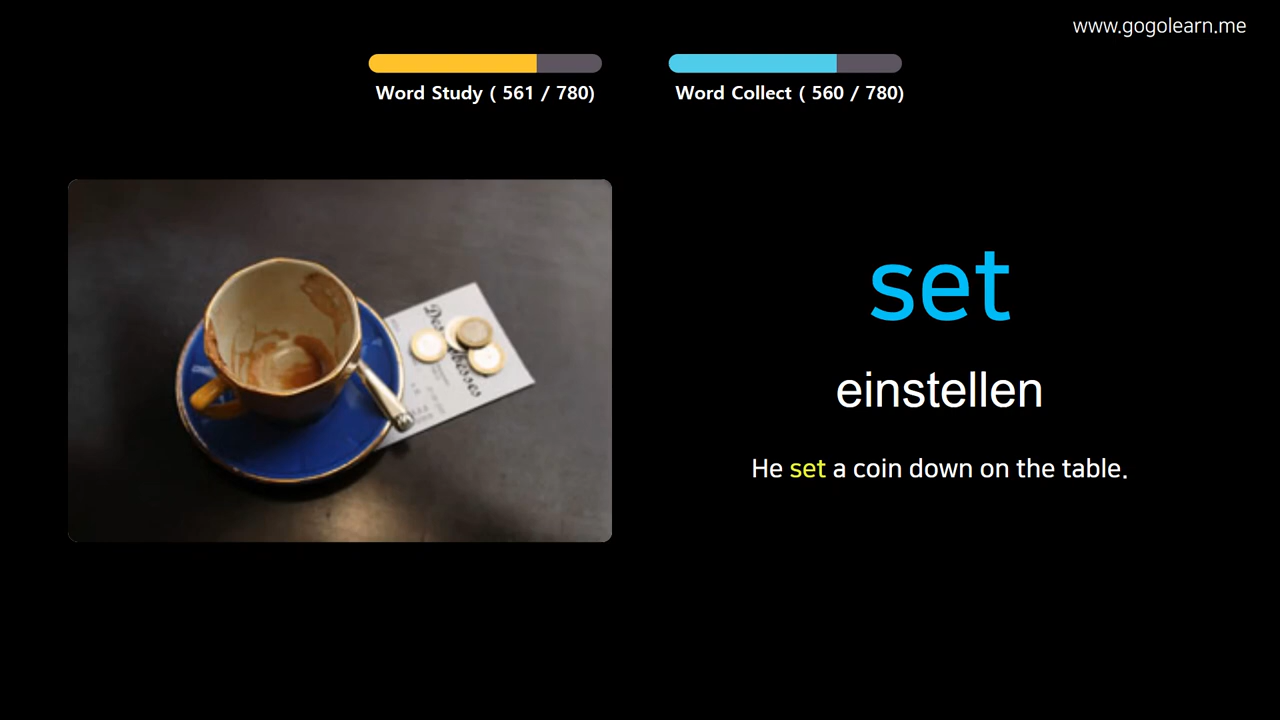 www.gogolearn.me
Word Study ( 561 / 780)
Word Collect ( 560 / 780)
set
einstellen
He set a coin down on the table.